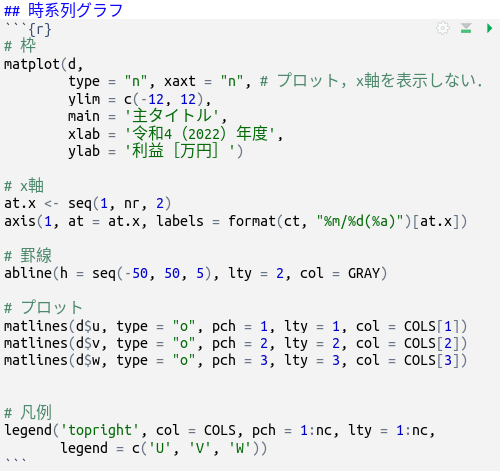 ## 時系列グラフ
```{r}
# 枠
matplot(d,
        type = "n", xaxt = "n", # プロット，x軸を表示しない．
        ylim = c(-12, 12),
        main = '主タイトル',
        xlab = '令和4（2022）年度',
        ylab = '利益［万円］')

# x軸
at.x <- seq(1, nr, 2)
axis(1, at = at.x, labels = format(ct, "%m/%d(%a)")[at.x])

# 罫線
abline(h = seq(-50, 50, 5), lty = 2, col = GRAY)

# プロット
matlines(d$u, type = "o", pch = 1, lty = 1, col = COLS[1])
matlines(d$v, type = "o", pch = 2, lty = 2, col = COLS[2])
matlines(d$w, type = "o", pch = 3, lty = 3, col = COLS[3])


# 凡例
legend('topright', col = COLS, pch = 1:nc, lty = 1:nc,
       legend = c('U', 'V', 'W'))
```